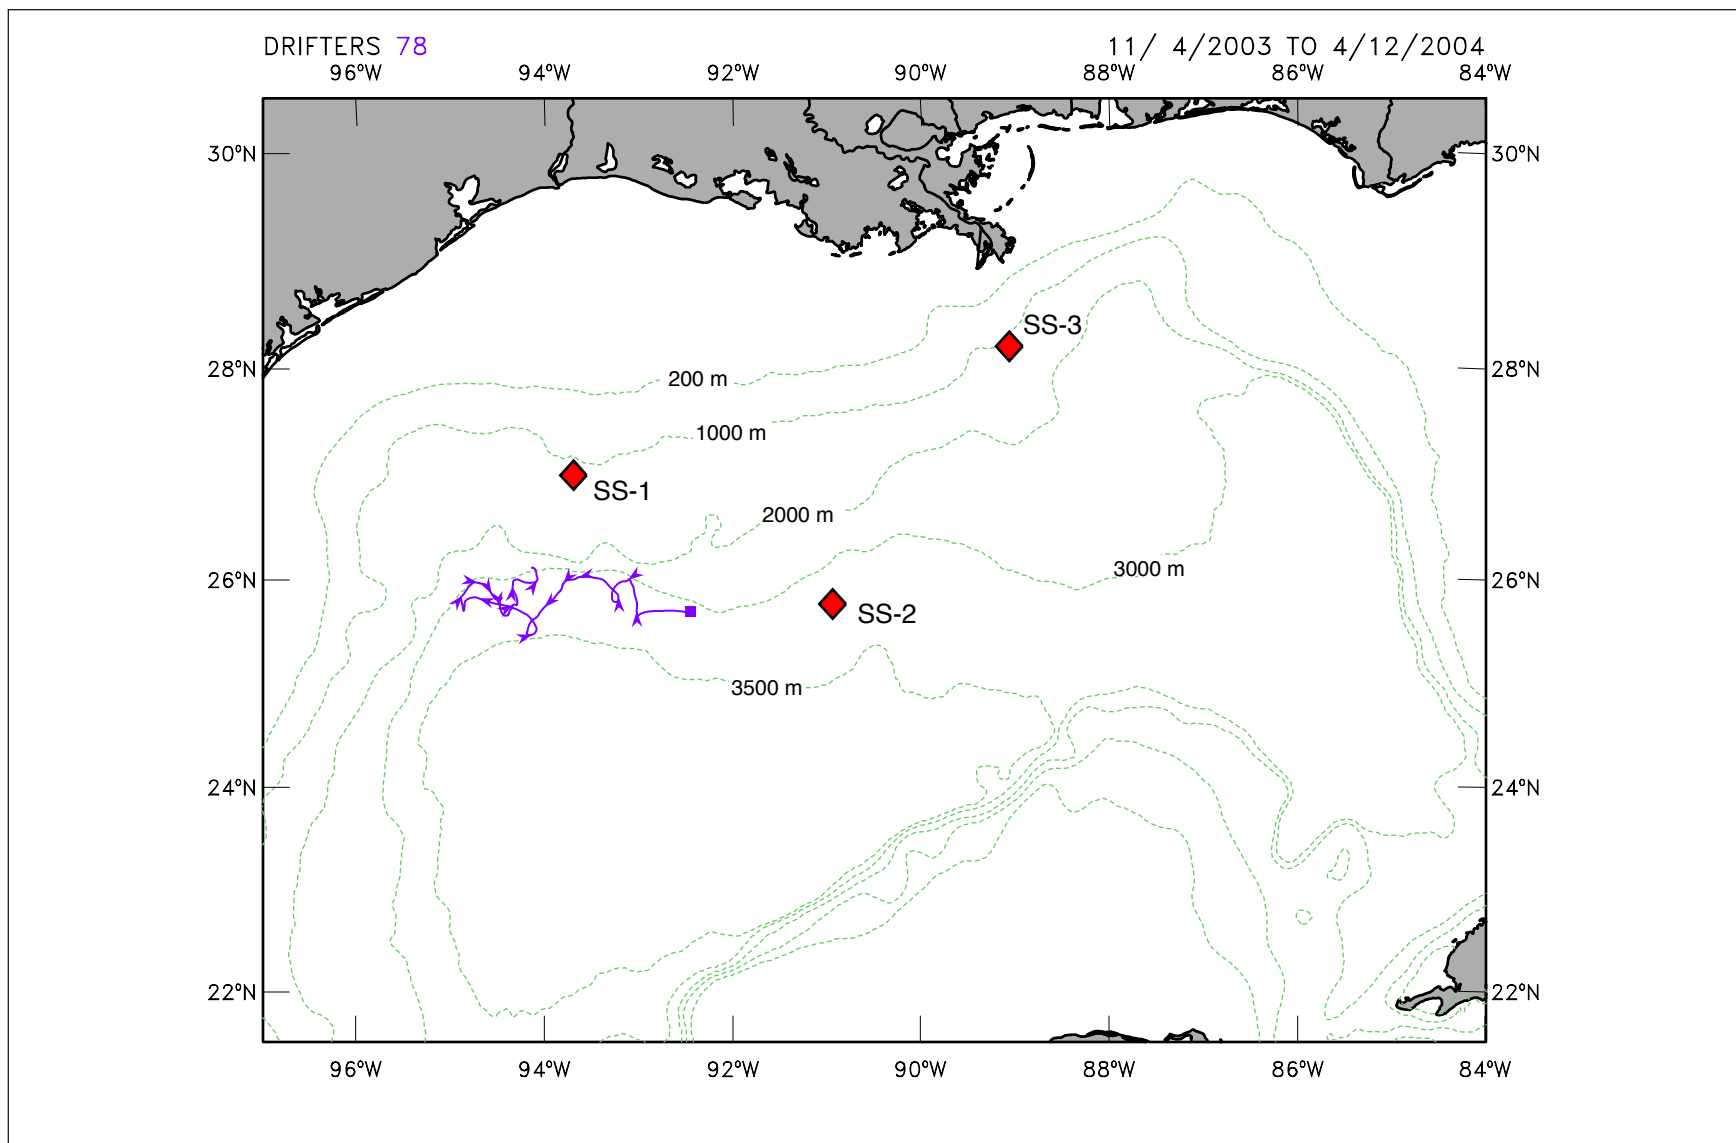 DRIFTERS 78
11/ 4/2003 TO 4/12/2004
96°W 94°W 92°W 90°W 88°W 86°W 84°W
30°N 30°N
SS-3
28°N 28°N
200 m
1000 m
SS-1
2000 m
3000 m
26°N 26°N
SS-2
3500 m
24°N 24°N
22°N 22°N
96°W 94°W 92°W 90°W 88°W 86°W 84°W